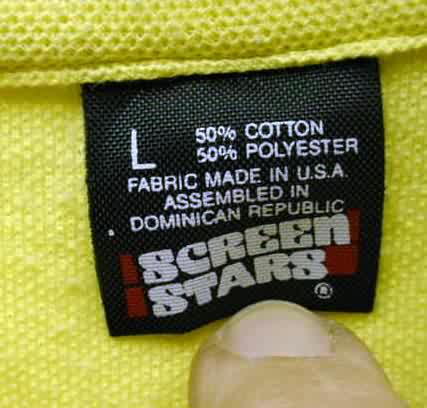 L
50% COTTON
50% POLYESTER
FABRIC MADE IN U.S.A.
ASSEMBLED IN
DOMINICAN REPUBLIC
SCREEN
STARS ®